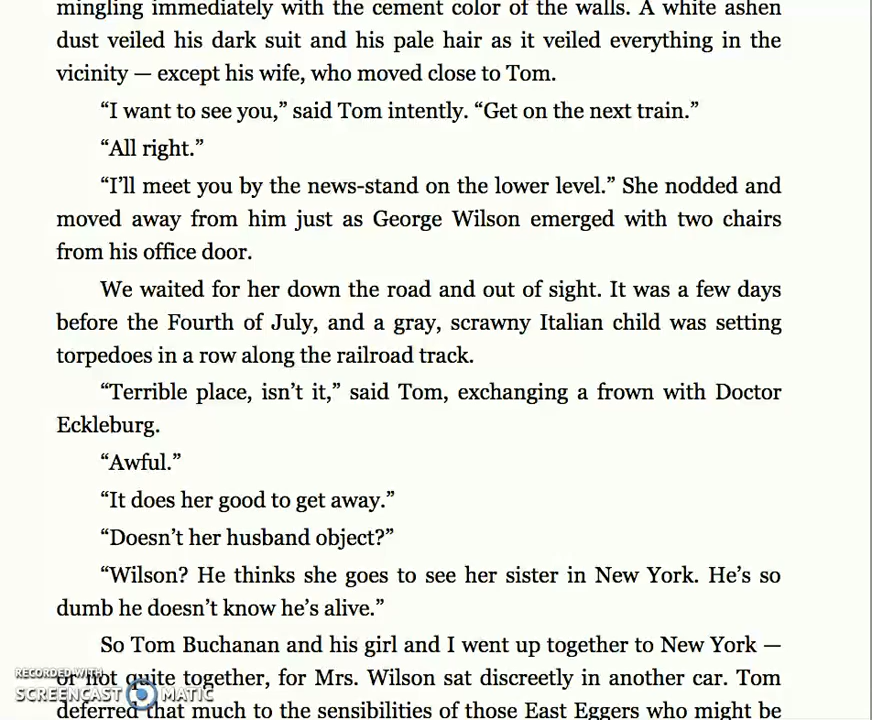 mingling immediately with the cement color of the walls. A white ashen
dust veiled his dark suit and his pale hair as it veiled everything in the
vicinity — except his wife, who moved close to Tom.
“I want to see you,” said Tom intently. “Get on the next train.”
“All right.”
“I’ll meet you by the news-stand on the lower level.” She nodded and
moved away from him just as George Wilson emerged with two chairs
from his office door.
We waited for her down the road and out of sight. It was a few days
before the Fourth of July, and a gray, scrawny Italian child was setting
torpedoes in a row along the railroad track.
“Terrible place, isn’t it,” said Tom, exchanging a frown with Doctor
Eckleburg.
“Awful.”
“It does her good to get away.”
“Doesn’t her husband object?”
“Wilson? He thinks she goes to see her sister in New York. He’s so
dumb he doesn’t know he’s alive.”
So Tom Buchanan and his girl and I went up together to New York —
or not quite together, for Mrs. Wilson sat discreetly in another car. Tom
deferred that much to the sensibilities of those East Eggers who might be
RECORDED WITH
SCREENCAST MATIC